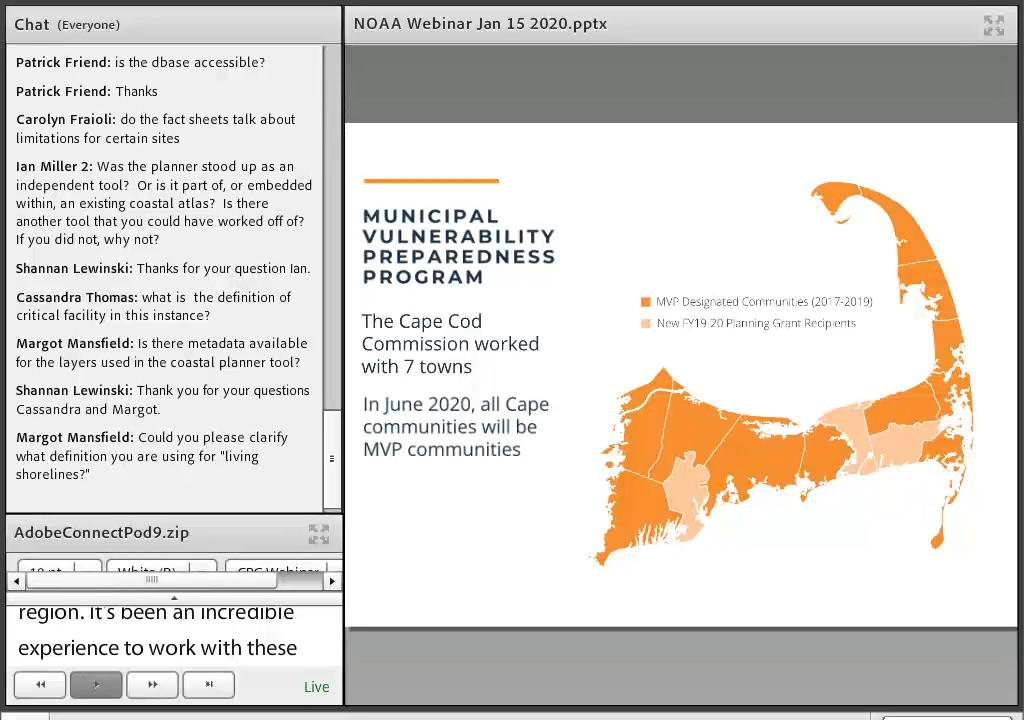 Chat (Everyone)
Patrick Friend: is the dbase accessible?
Patrick Friend: Thanks
Carolyn Fraioli: do the fact sheets talk about
limitations for certain sites
Ian Miller 2: Was the planner stood up as an
independent tool? Or is it part of, or embedded
within, an existing coastal atlas? Is there
another tool that you could have worked off of?
If you did not, why not?
Shannan Lewinski: Thanks for your question Ian.
Cassandra Thomas: what is the definition of
critical facility in this instance?
Margot Mansfield: Is there metadata available
for the layers used in the coastal planner tool?
Shannan Lewinski: Thank you for your questions
Cassandra and Margot.
Margot Mansfield: Could you please clarify
what definition you are using for "living
shorelines?"
AdobeConnectPod9.zip
region. It's been an incredible
experience to work with these
Live
NOAA Webinar Jan 15 2020.pptx
MUNICIPAL
VULNERABILITY
PREPAREDNESS
PROGRAM
The Cape Cod
Commission worked
with 7 towns
In June 2020, all Cape
communities will be
MVP communities
MVP Designated Communities (2017-2019)
New FY19-20 Planning Grant Recipients